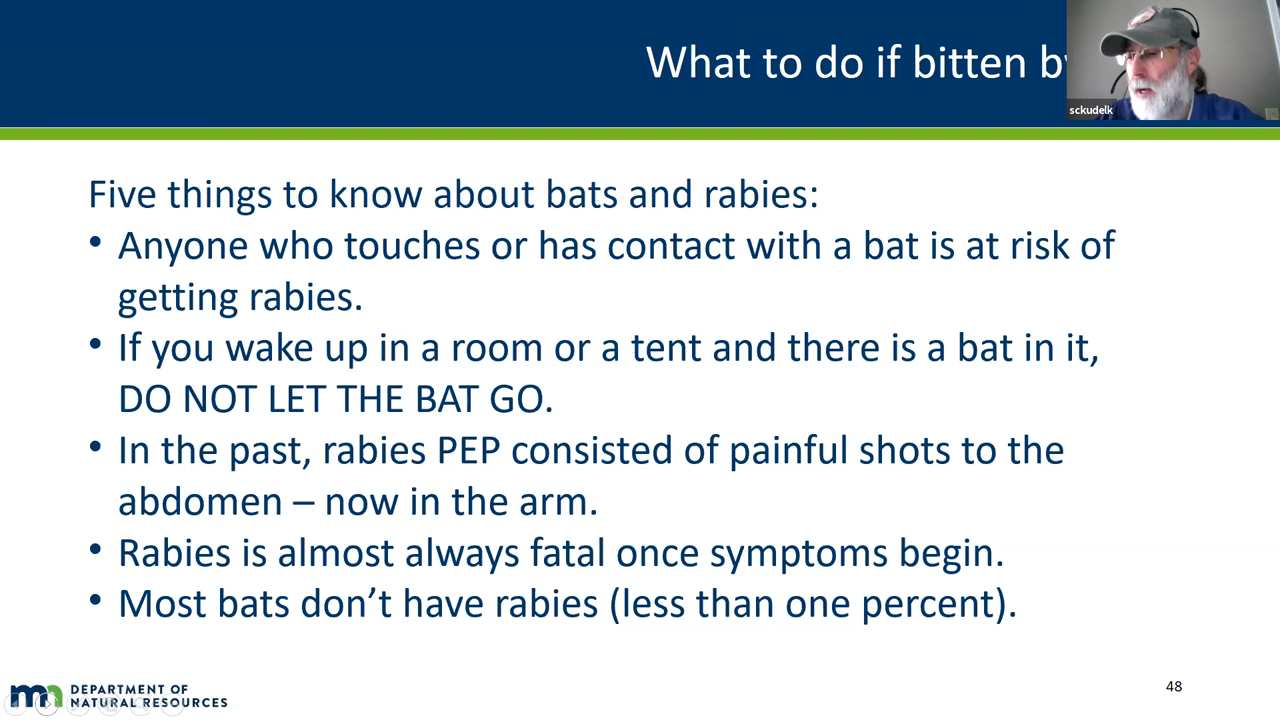 What to do if bitten by
sckudelk
Five things to know about bats and rabies:
• Anyone who touches or has contact with a bat is at risk of
getting rabies.
• If you wake up in a room or a tent and there is a bat in it,
DO NOT LET THE BAT GO.
• In the past, rabies PEP consisted of painful shots to the
abdomen – now in the arm.
• Rabies is almost always fatal once symptoms begin.
• Most bats don’t have rabies (less than one percent).
mn DEPARTMENT OF
NATURAL RESOURCES
48